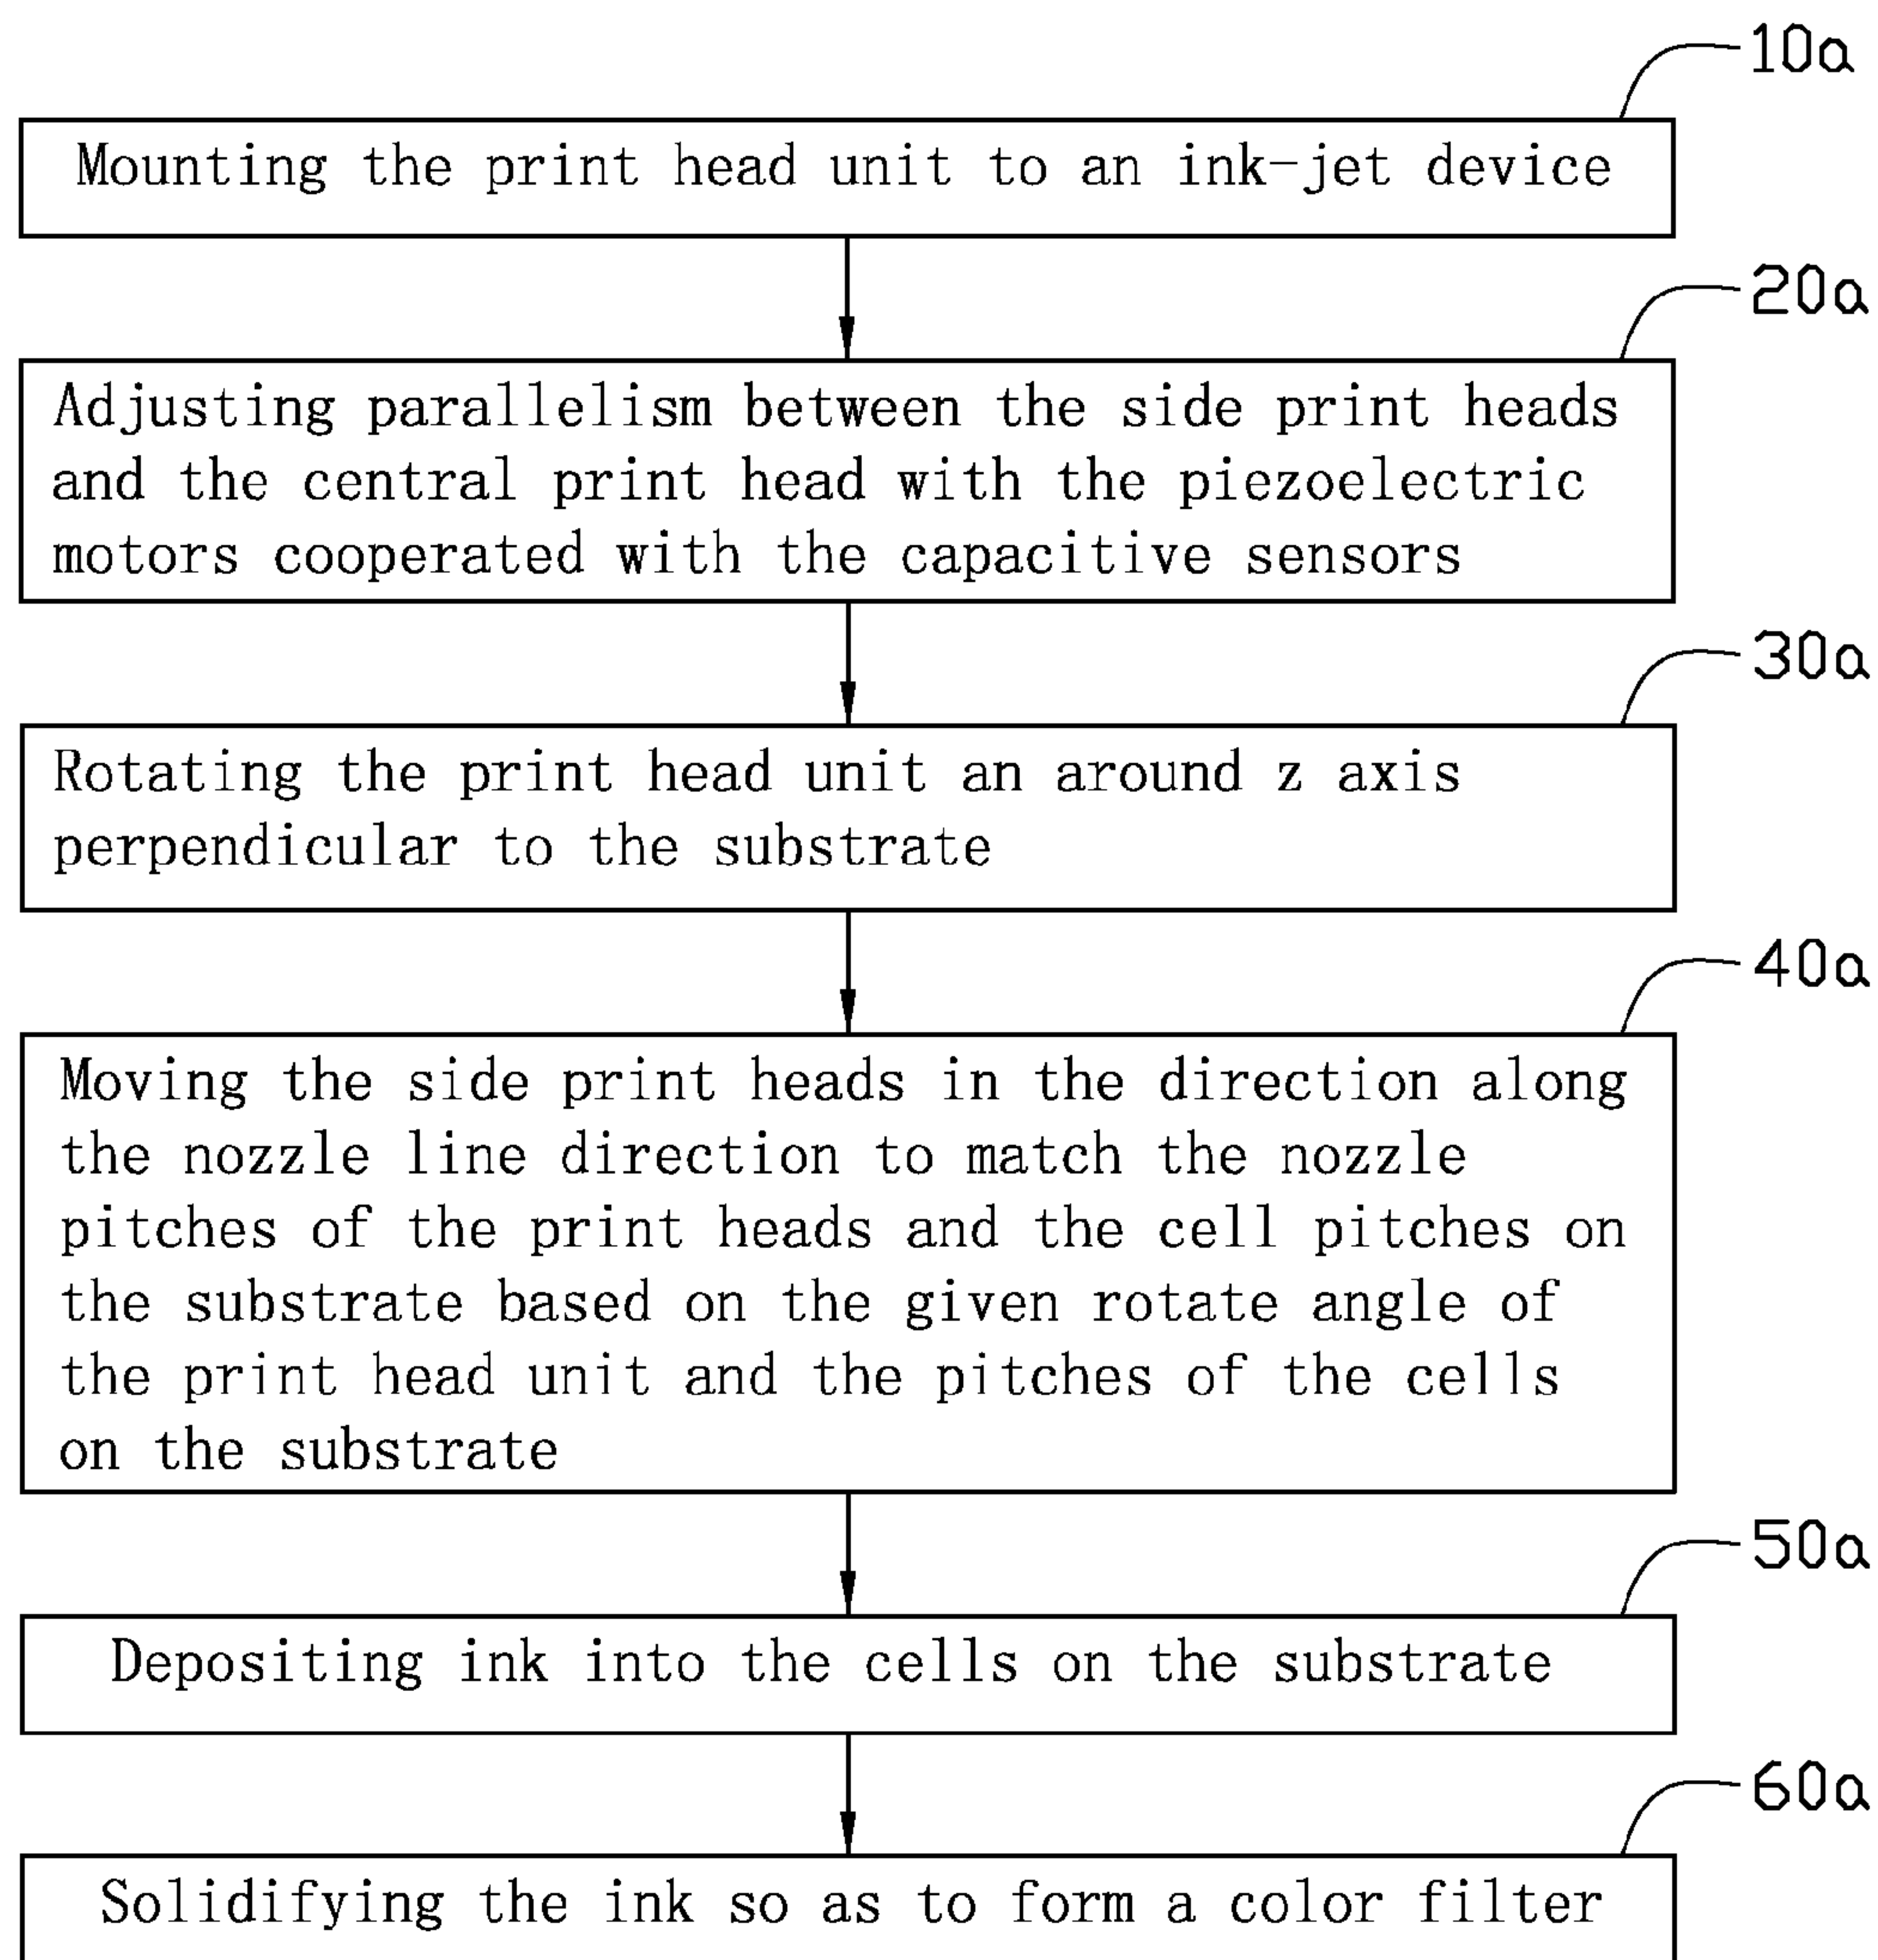 10a
Mounting the print head unit to an ink-jet device
20a
Adjusting parallelism between the side print heads
and the central print head with the piezoelectric
motors cooperated with the capacitive sensors
30a
Rotating the print head unit an around z axis
perpendicular to the substrate
40a
Moving the side print heads in the direction along
the nozzle line direction to match the nozzle
pitches of the print heads and the cell pitches on
the substrate based on the given rotate angle of
the print head unit and the pitches of the cells
on the substrate
50a
Depositing ink into the cells on the substrate
60a
Solidifying the ink so as to form a color filter